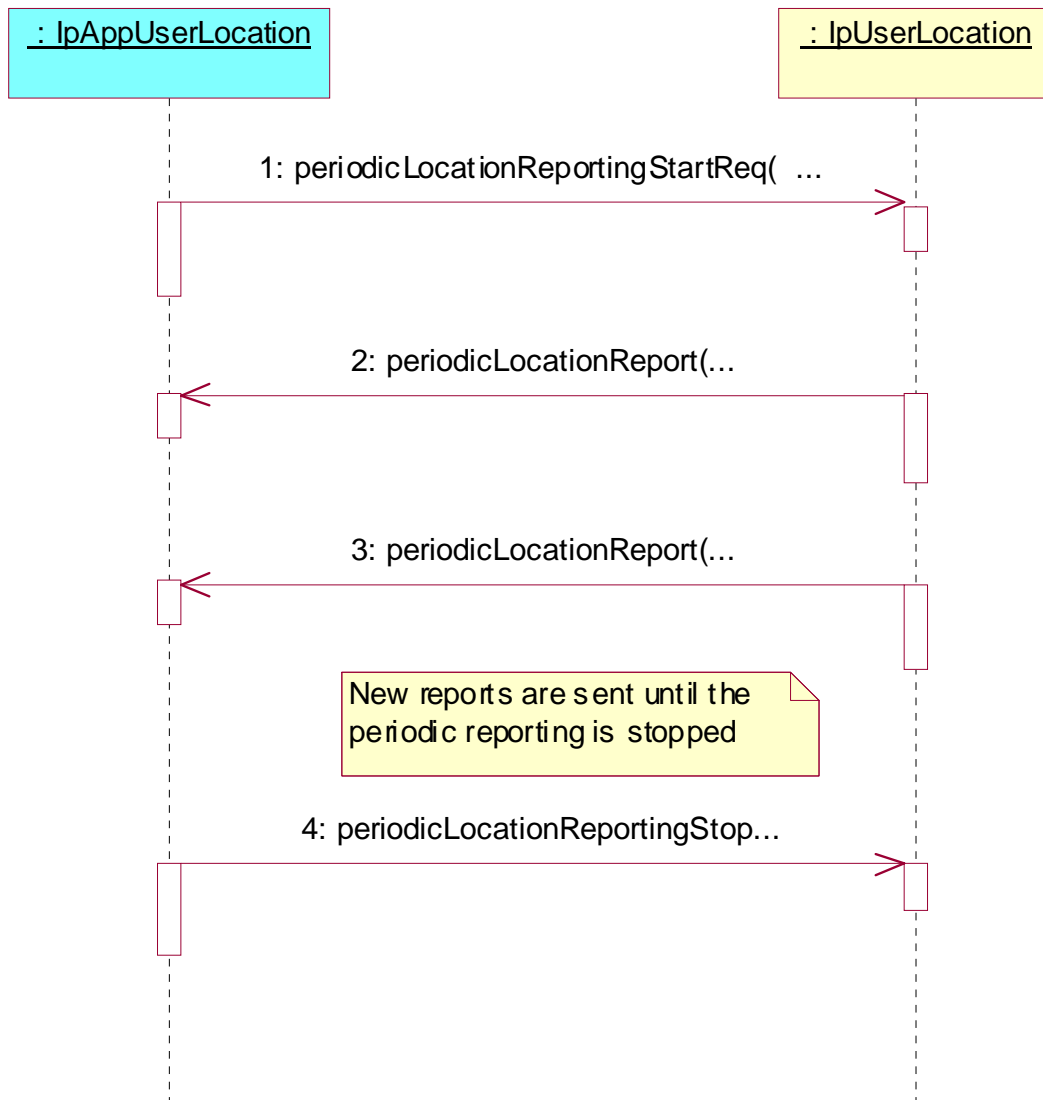 : IpAppUserLocation
: IpUserLocation
1: periodicLocationReportingStartReq( ...
2: periodicLocationReport(...
3: periodicLocationReport(...
New reports are sent until the
periodic reporting is stopped
4: periodicLocationReportingStop...